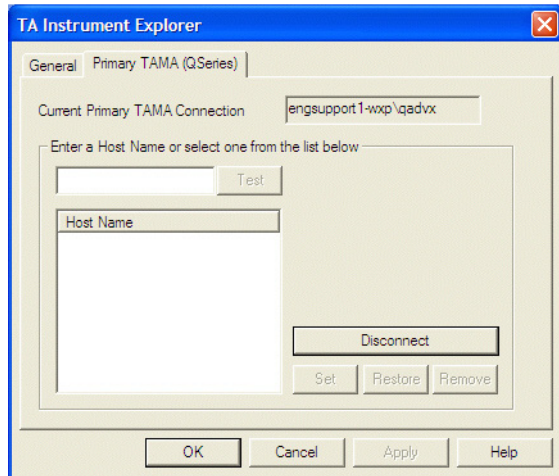 TA Instrument Explorer
General
Primary TAMA (QSeries)
Current Primary TAMA Connection
engsupport1-wxp\qadvx
Enter a Host Name or select one from the list below
Test
Host Name
Disconnect
Set
Restore
Remove
OK
Cancel
Apply
Help